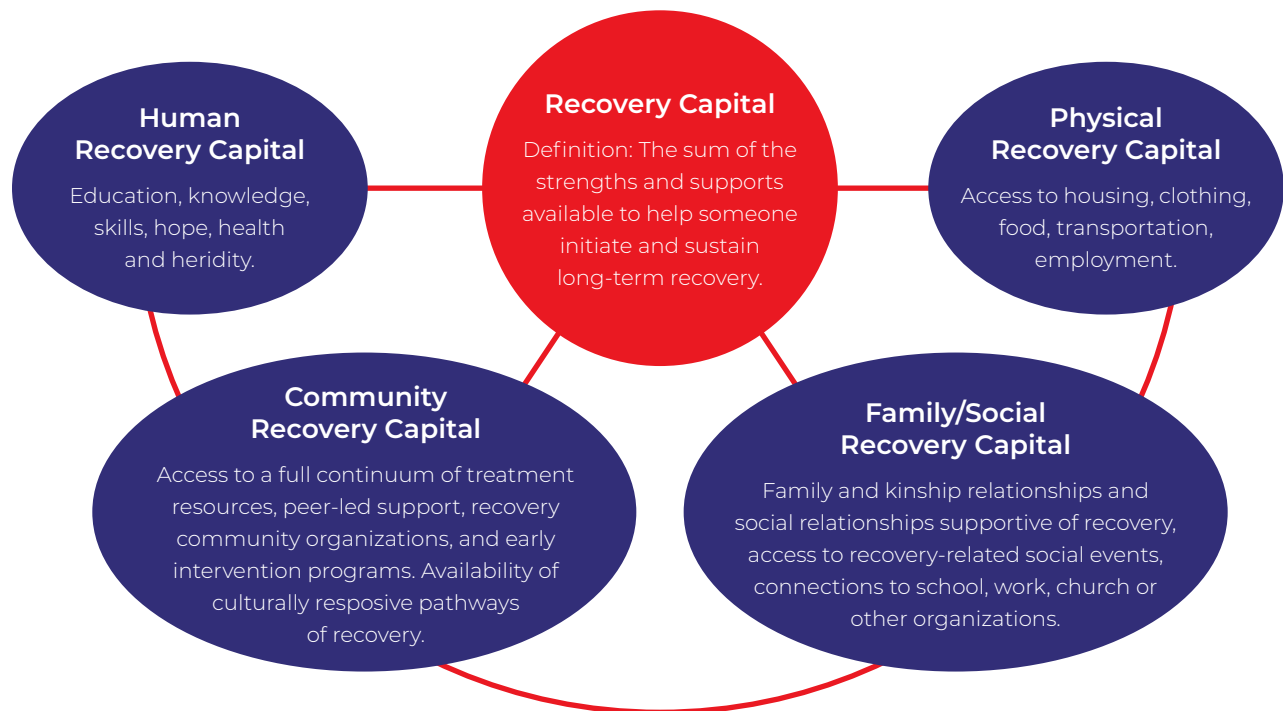 Human
Recovery Capital
Education, knowledge,
skills, hope, health
and heridity.
Recovery Capital
Definition: The sum of the
strengths and supports
available to help someone
initiate and sustain
long-term recovery.
Physical
Recovery Capital
Access to housing, clothing,
food, transportation,
employment.
Community
Recovery Capital
Access to a full continuum of treatment
resources, peer-led support, recovery
community organizations, and early
intervention programs. Availability of
culturally resposive pathways
of recovery.
Family/Social
Recovery Capital
Family and kinship relationships and
social relationships supportive of recovery,
access to recovery-related social events,
connections to school, work, church or
other organizations.